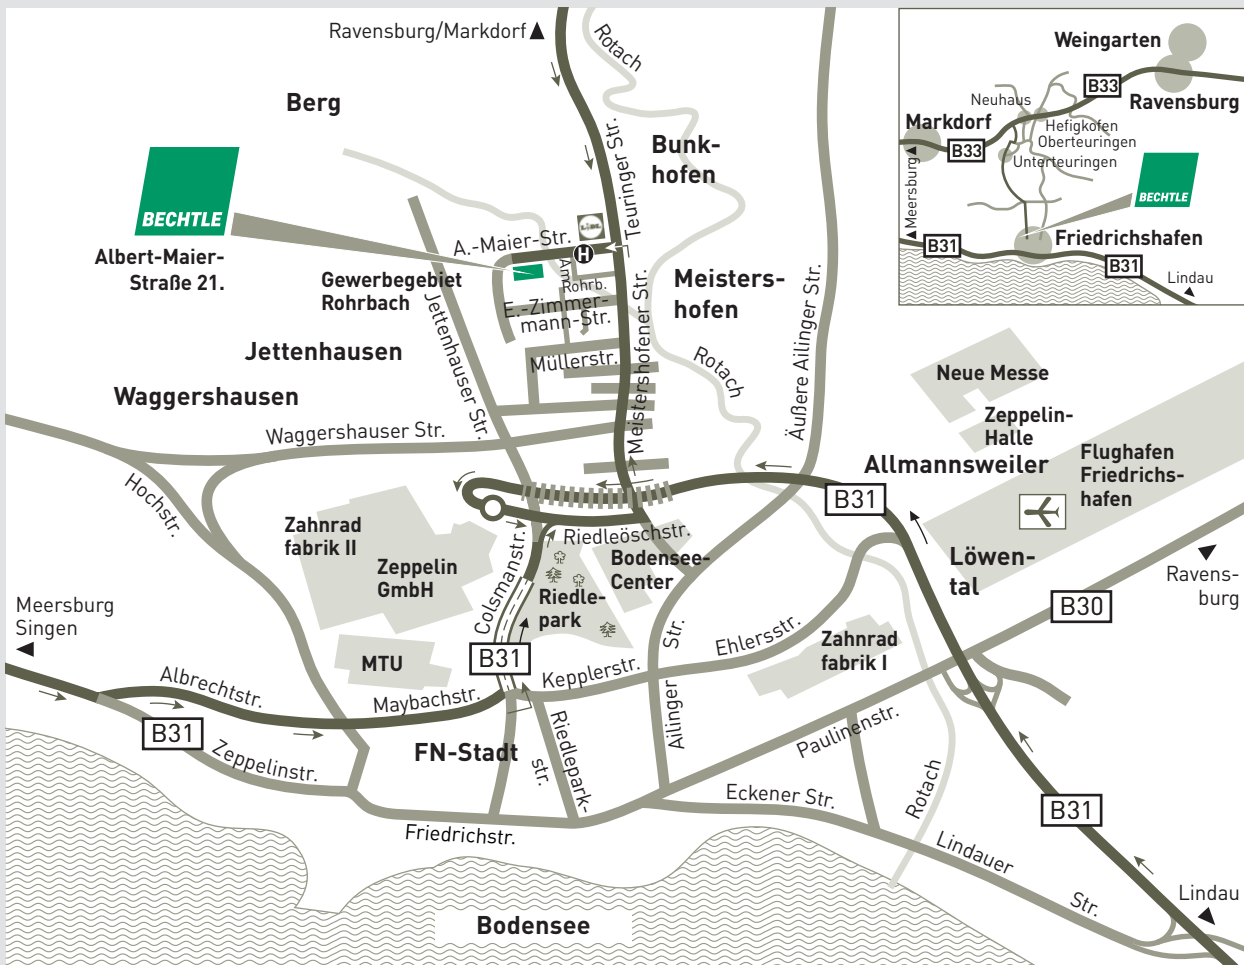 Ravensburg/Markdorf
Rotach
Berg
Teuringer Str.
Bunk-
hofen
BECHTLE
Albert-Maier-
Straße 21.
A.-Maier-Str.
LIDL
H
Am
Rohrb.
Gewerbegebiet
Rohrbach
E.-Zimmer-
mann-Str.
Müllerstr.
Meistershofener Str.
Meisters-
hofen
Jettenhauser Str.
Jettenhausen
Waggershausen
Waggershauser Str.
Rotach
Äußere Ailinger Str.
Weingarten
B33
Ravensburg
Neuhaus
Markdorf
Hefigkofen
Oberteuringen
B33
Unterteuringen
BECHTLE
Meersburg
Friedrichshafen
B31
B31
Lindau
Neue Messe
Zeppelin-
Halle
Allmannsweiler
Flughafen
Friedrichs-
hafen
B31
Löwen-
tal
Ravens-
burg
B30
Hochstr.
Zahnrad
fabrik II
Zeppelin
GmbH
Colsmanstr.
Riedleöschstr.
Bodensee-
Center
Riedle-
park
B31
MTU
Meersburg
Singen
Albrechtstr.
Maybachstr.
Kepplerstr.
Ehlersstr.
Ailinger
Str.
Zahnrad
fabrik I
B31
Zeppelinstr.
FN-Stadt
Riedlepark-
str.
Paulinenstr.
Rotach
Eckener Str.
B31
Friedrichstr.
Lindauer
Str.
Lindau
Bodensee